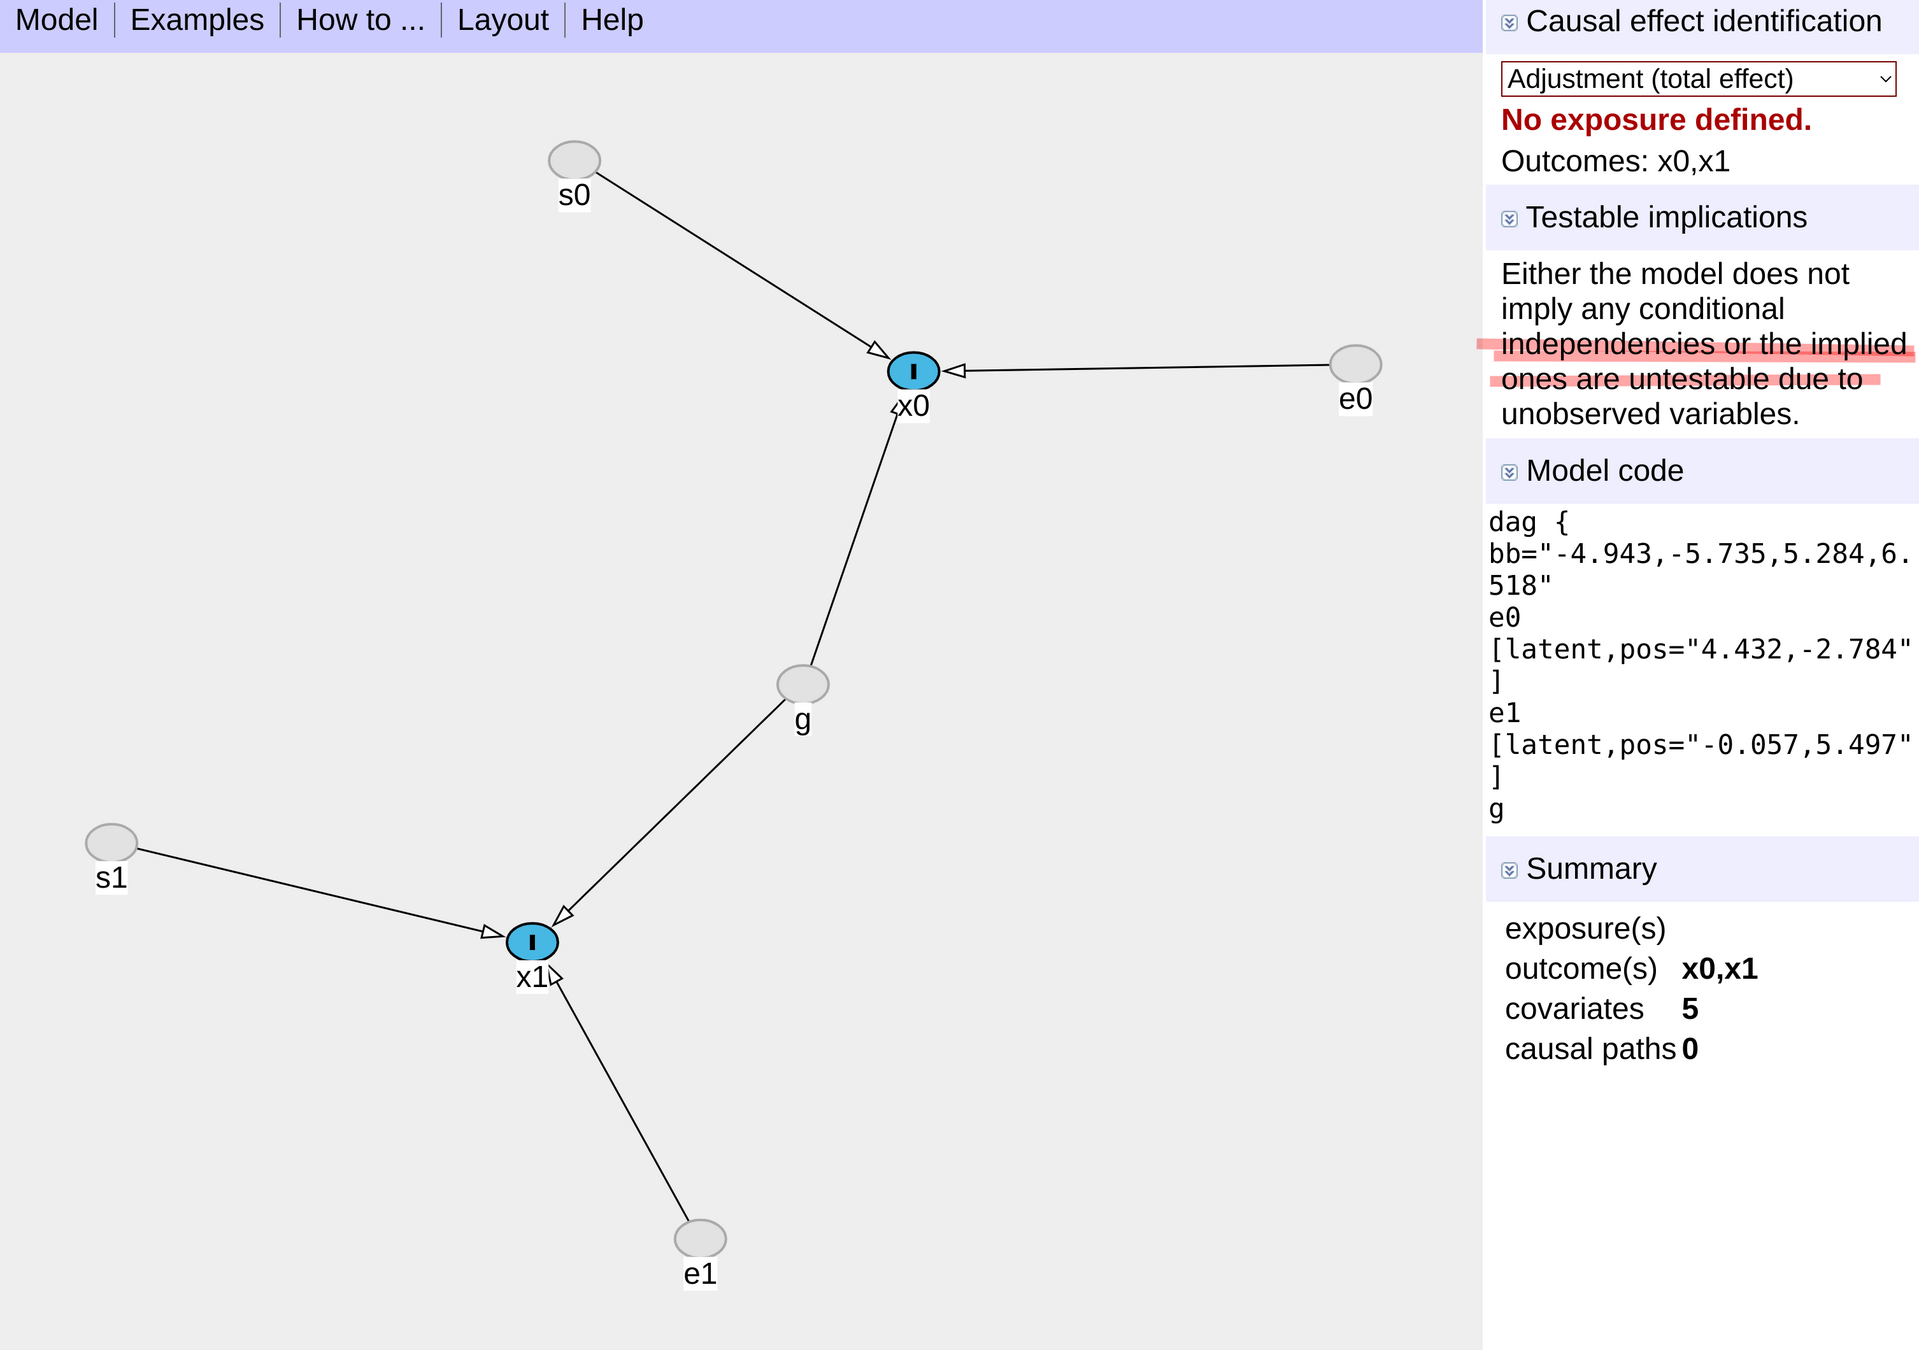 Model
Examples
How to ...
Layout
Help
s0
x0
e0
g
s1
x1
e1
Causal effect identification
Adjustment (total effect)
No exposure defined.
Outcomes: x0,x1
Testable implications
Either the model does not
imply any conditional
independencies or the implied
ones are untestable due to
unobserved variables.
Model code
dag {
bb="-4.943,-5.735,5.284,6.
518"
e0
[latent,pos="4.432,-2.784"
]
e1
[latent,pos="-0.057,5.497"
]
g
Summary
exposure(s)
outcome(s) x0,x1
covariates 5
causal paths 0